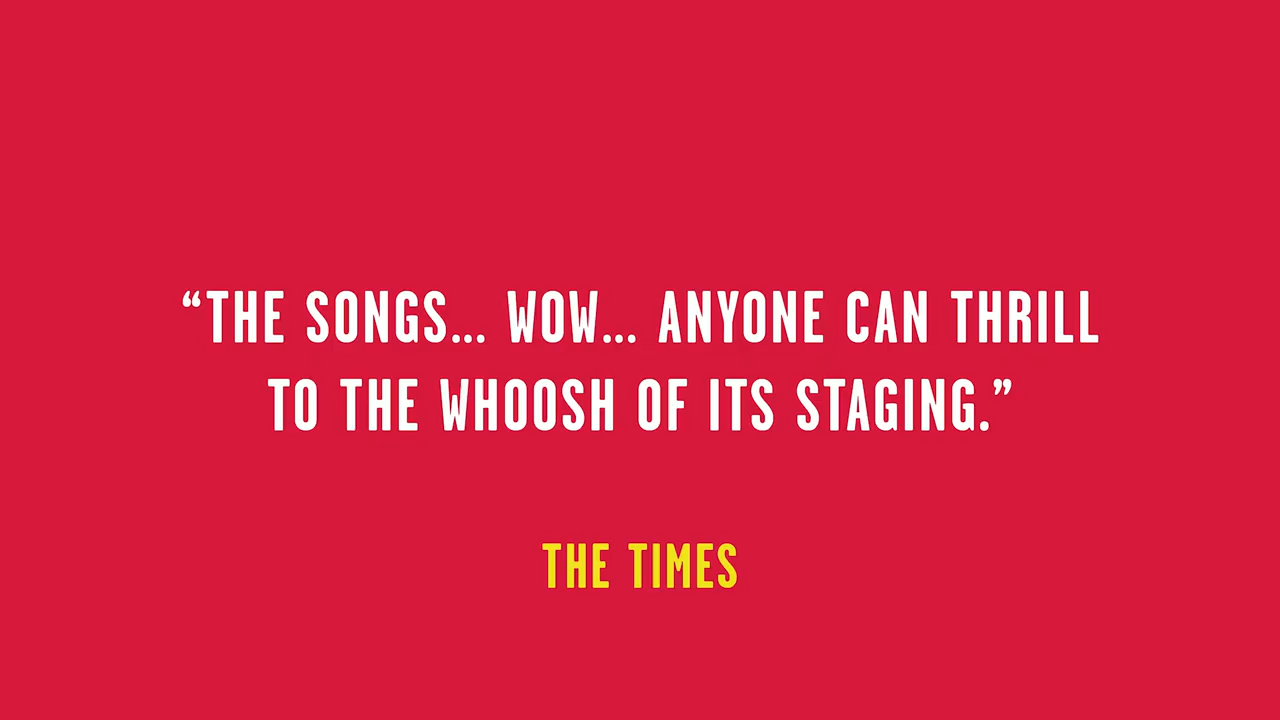 “THE SONGS... WOW... ANYONE CAN THRILL
TO THE WHOOSH OF ITS STAGING.”
THE TIMES